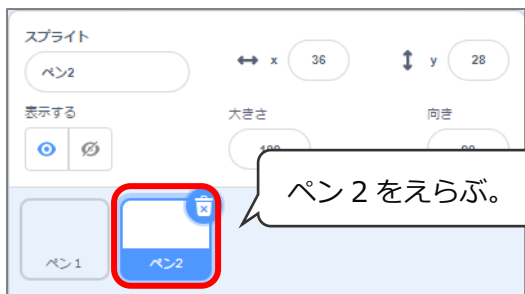 スプライト
ペン2
x 36
y 28
表示する
大きさ
向き
ペン２をえらぶ。
ペン１
ペン2